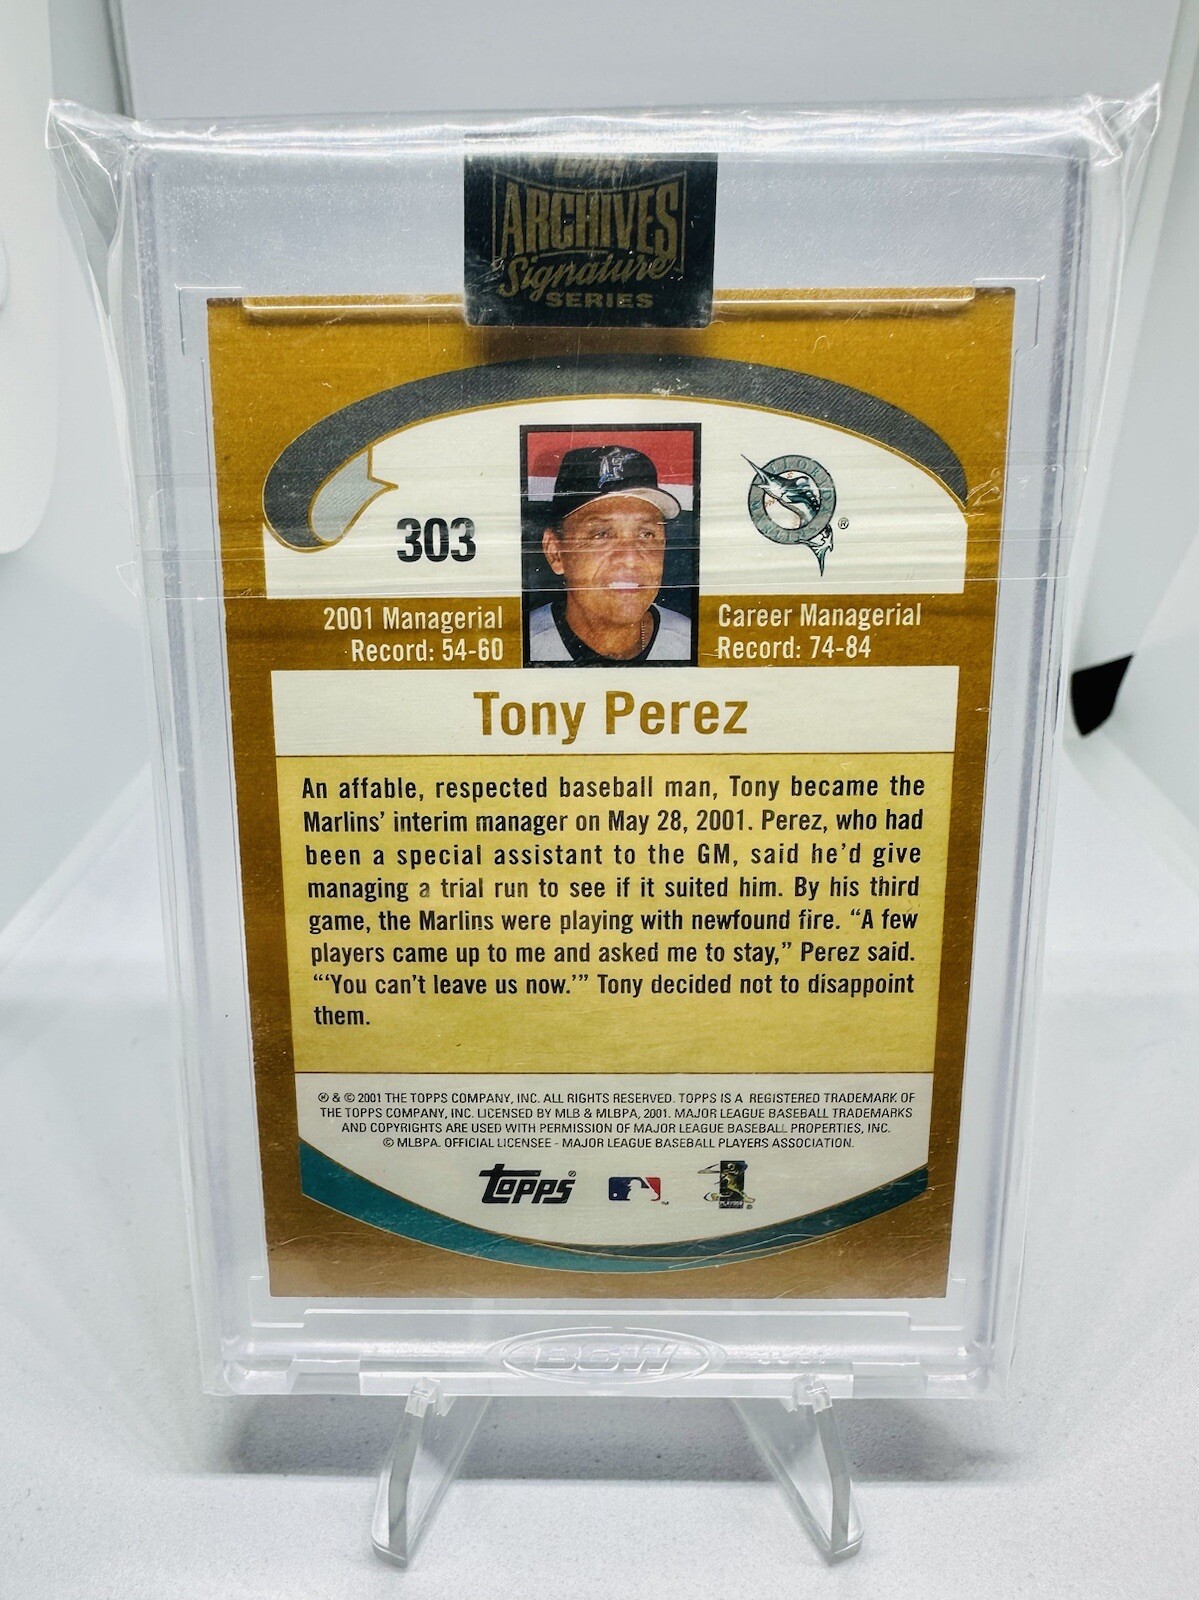 Topps
ARCHIVES
Signature
SERIES
303
FLORIDA
MARLINS
®
2001 Managerial
Record: 54-60
Career Managerial
Record: 74-84
Tony Perez
An affable, respected baseball man, Tony became the
Marlins’ interim manager on May 28, 2001. Perez, who had
been a special assistant to the GM, said he’d give
managing a trial run to see if it suited him. By his third
game, the Marlins were playing with newfound fire. “A few
players came up to me and asked me to stay,” Perez said.
“‘You can’t leave us now.’” Tony decided not to disappoint
them.
® & © 2001 THE TOPPS COMPANY, INC. ALL RIGHTS RESERVED. TOPPS IS A REGISTERED TRADEMARK OF
THE TOPPS COMPANY, INC. LICENSED BY MLB & MLBPA, 2001. MAJOR LEAGUE BASEBALL TRADEMARKS
AND COPYRIGHTS ARE USED WITH PERMISSION OF MAJOR LEAGUE BASEBALL PROPERTIES, INC.
© MLBPA. OFFICIAL LICENSEE - MAJOR LEAGUE BASEBALL PLAYERS ASSOCIATION.
Topps®
BCW